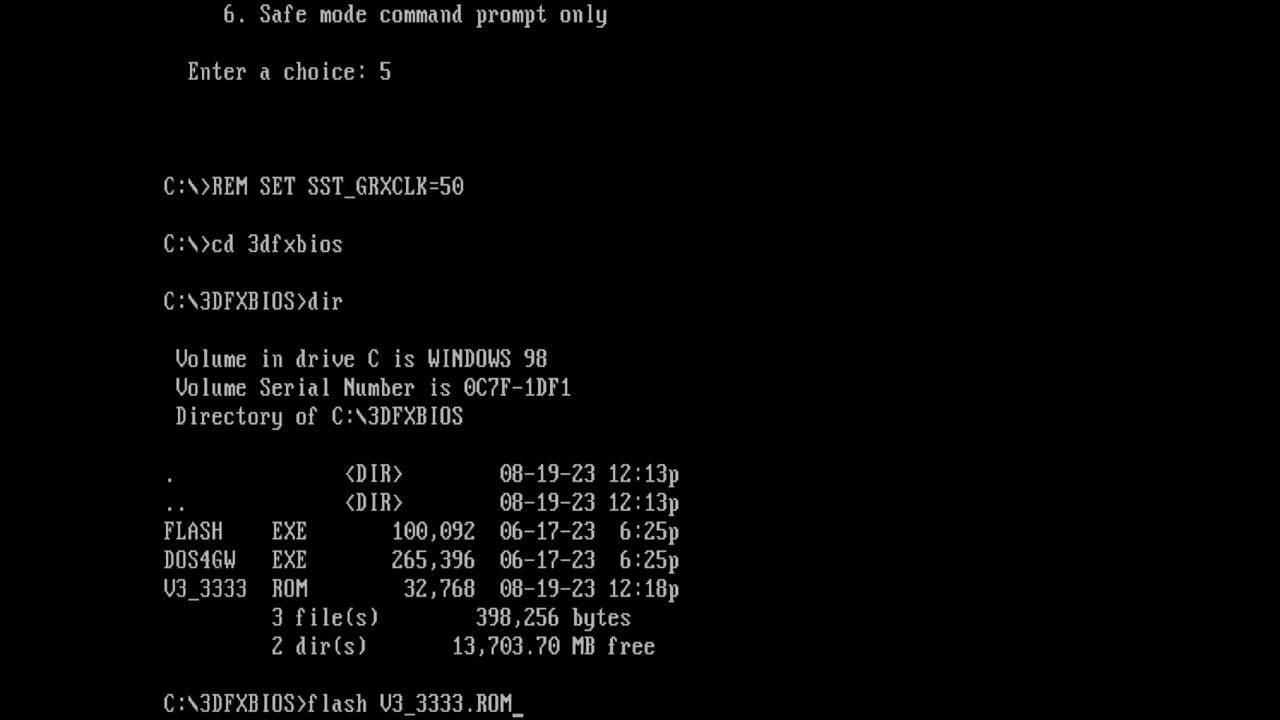 6. Safe mode command prompt only
Enter a choice: 5
C:\>REM SET SST_GRXCLK=50
C:\>cd 3dfxbios
C:\3DFXBIOS>dir
Volume in drive C is WINDOWS 98
Volume Serial Number is 0C7F-1DF1
Directory of C:\3DFXBIOS
. <DIR> 08-19-23 12:13p
.. <DIR> 08-19-23 12:13p
FLASH EXE 100,092 06-17-23 6:25p
DOS4GW EXE 265,396 06-17-23 6:25p
V3_3333 ROM 32,768 08-19-23 12:18p
3 file(s) 398,256 bytes
2 dir(s) 13,703.70 MB free
C:\3DFXBIOS>flash V3_3333.ROM_